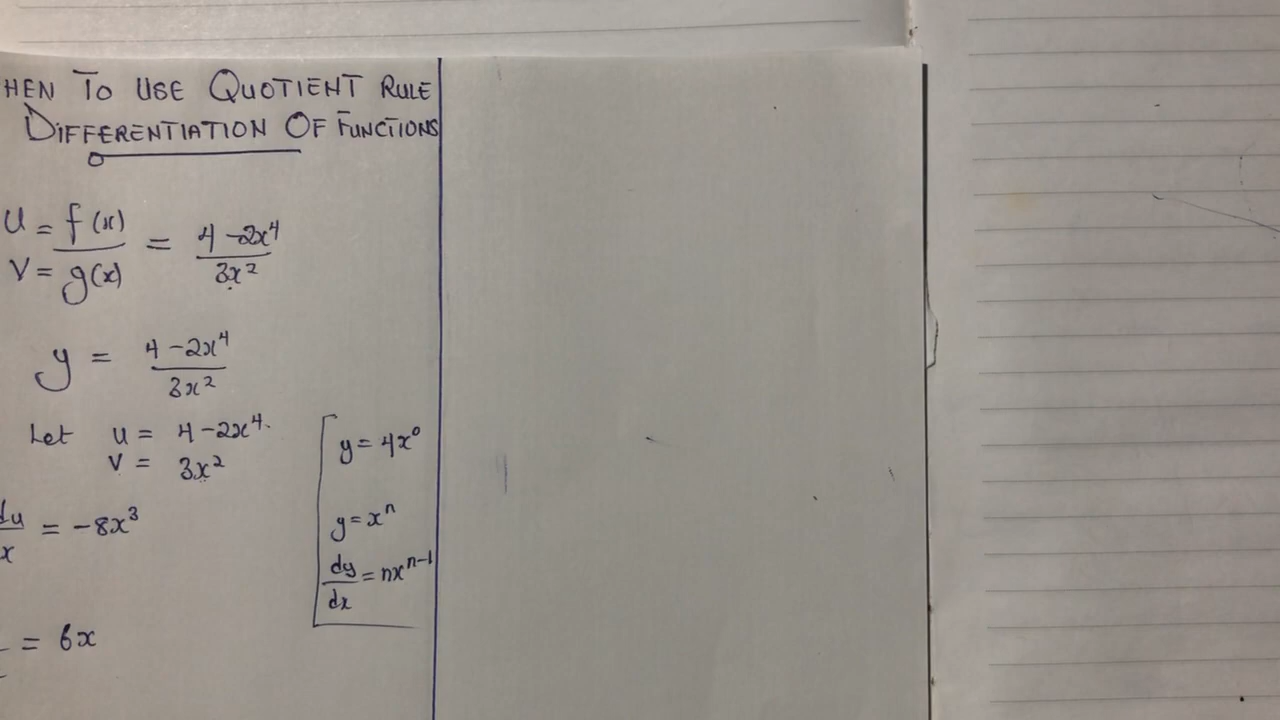 HEN TO USE QUOTIENT RULE
DIFFERENTIATION OF FUNCTIONS
U = f(x) = 4 - 2x⁴
V = g(x) 3x²
y = 4 - 2x⁴
3x²
Let u = 4 - 2x⁴.
v = 3x²
du = -8x³
x
= 6x
y = 4x⁰
y = xⁿ
dy = nxⁿ⁻¹
dx